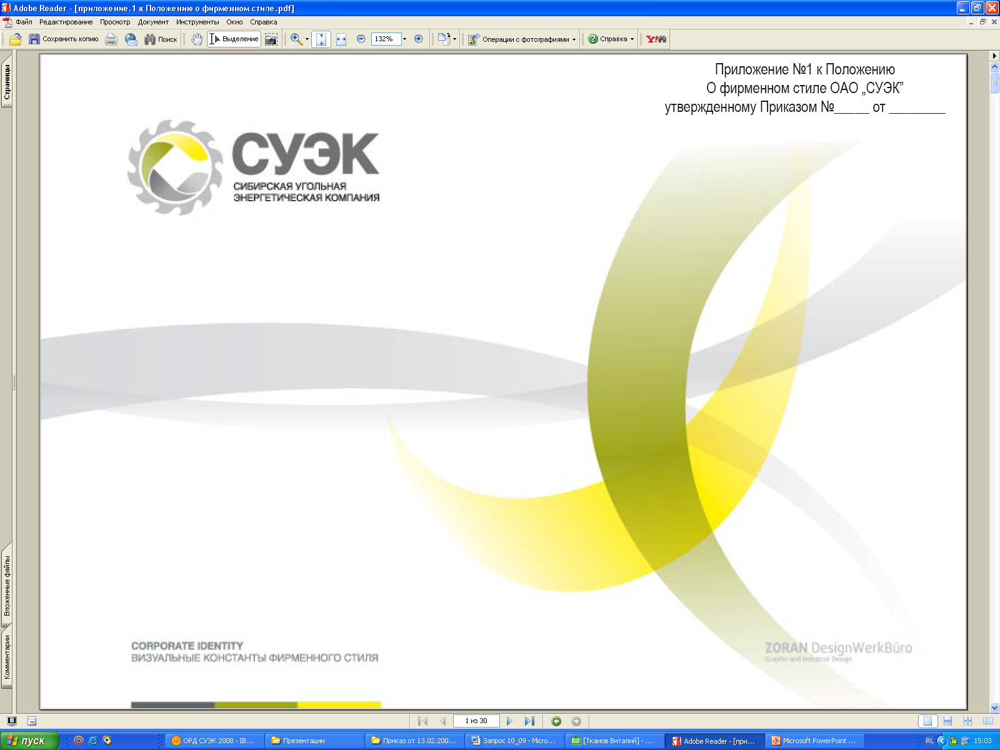 Adobe Reader - [приложение.1 к Положению о фирменном стиле.pdf]
Файл Редактирование Просмотр Документ Инструменты Окно Справка
Сохранить копию Поиск Выделение 132% Операции с фотографиями Справка Y!
Страницы
Приложение №1 к Положению
О фирменном стиле ОАО „СУЭК”
утвержденному Приказом №_____ от ________
СУЭК
СИБИРСКАЯ УГОЛЬНАЯ
ЭНЕРГЕТИЧЕСКАЯ КОМПАНИЯ
Вложенные файлы
Комментарии
CORPORATE IDENTITY
ВИЗУАЛЬНЫЕ КОНСТАНТЫ ФИРМЕННОГО СТИЛЯ
ZORAN DesignWerkBüro
Graphic and Industrial Design
1 из 30
пуск ОРД СУЭК 2008 - IB... Презентации Приказ от 13.02.200... Запрос 10_09 - Micro... [Тканов Виталий] - ... Adobe Reader - [при... Microsoft PowerPoint ... RL 15:03